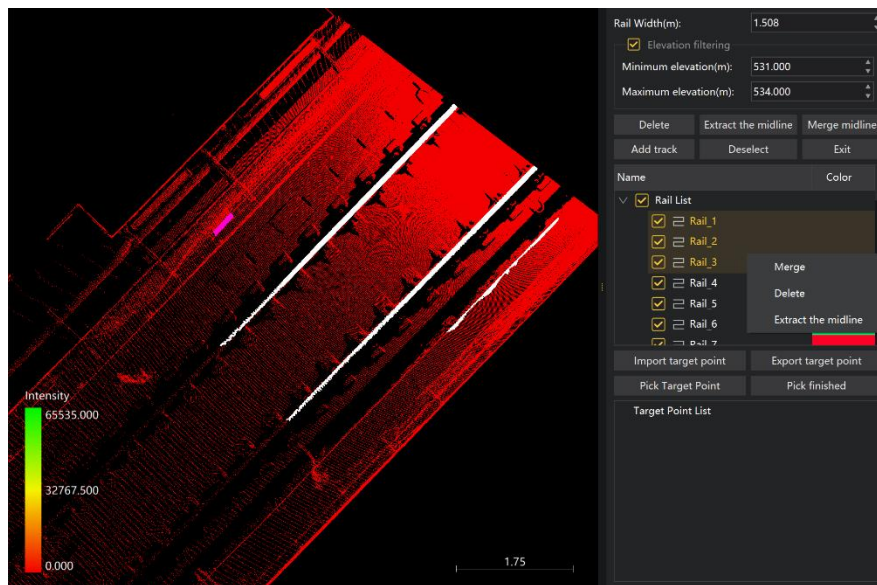 Rail Width(m): 1.508
Elevation filtering
Minimum elevation(m): 531.000
Maximum elevation(m): 534.000
Delete Extract the midline Merge midline
Add track Deselect Exit
Name Color
Rail List
Rail_1
Rail_2
Rail_3
Rail_4
Rail_5
Rail_6
Rail_7
Merge
Delete
Extract the midline
Import target point Export target point
Pick Target Point Pick finished
Target Point List
Intensity
65535.000
32767.500
0.000
1.75